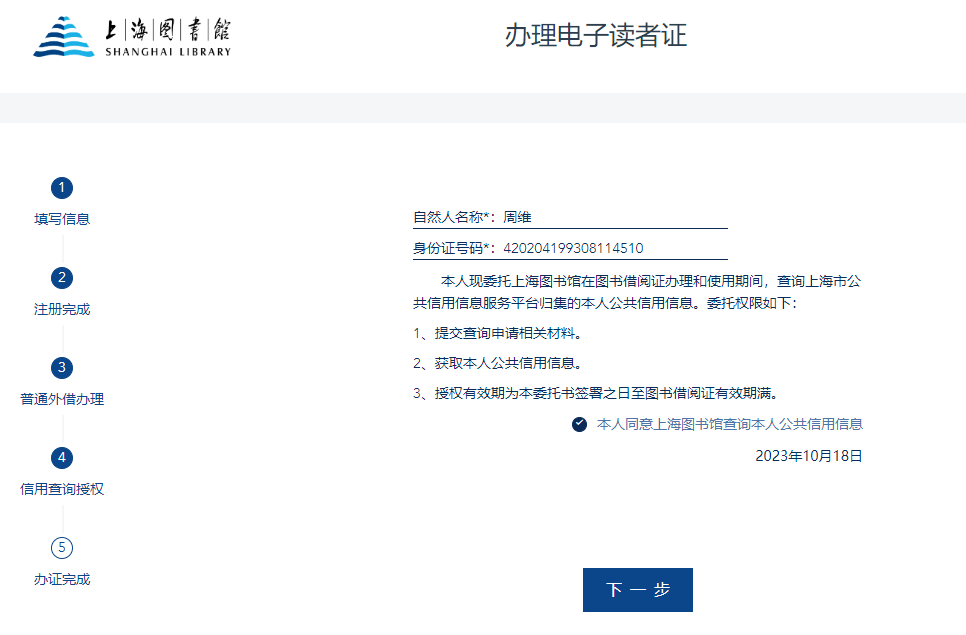 上海图书馆
SHANGHAI LIBRARY
办理电子读者证
1
填写信息
2
注册完成
3
普通外借办理
4
信用查询授权
5
办证完成
自然人名称*：周维
身份证号码*：420204199308114510
本人现委托上海图书馆在图书借阅证办理和使用期间，查询上海市公
共信用信息服务平台归集的本人公共信用信息。委托权限如下：
1、提交查询申请相关材料。
2、获取本人公共信用信息。
3、授权有效期为本委托书签署之日至图书借阅证有效期满。
本人同意上海图书馆查询本人公共信用信息
2023年10月18日
下一步